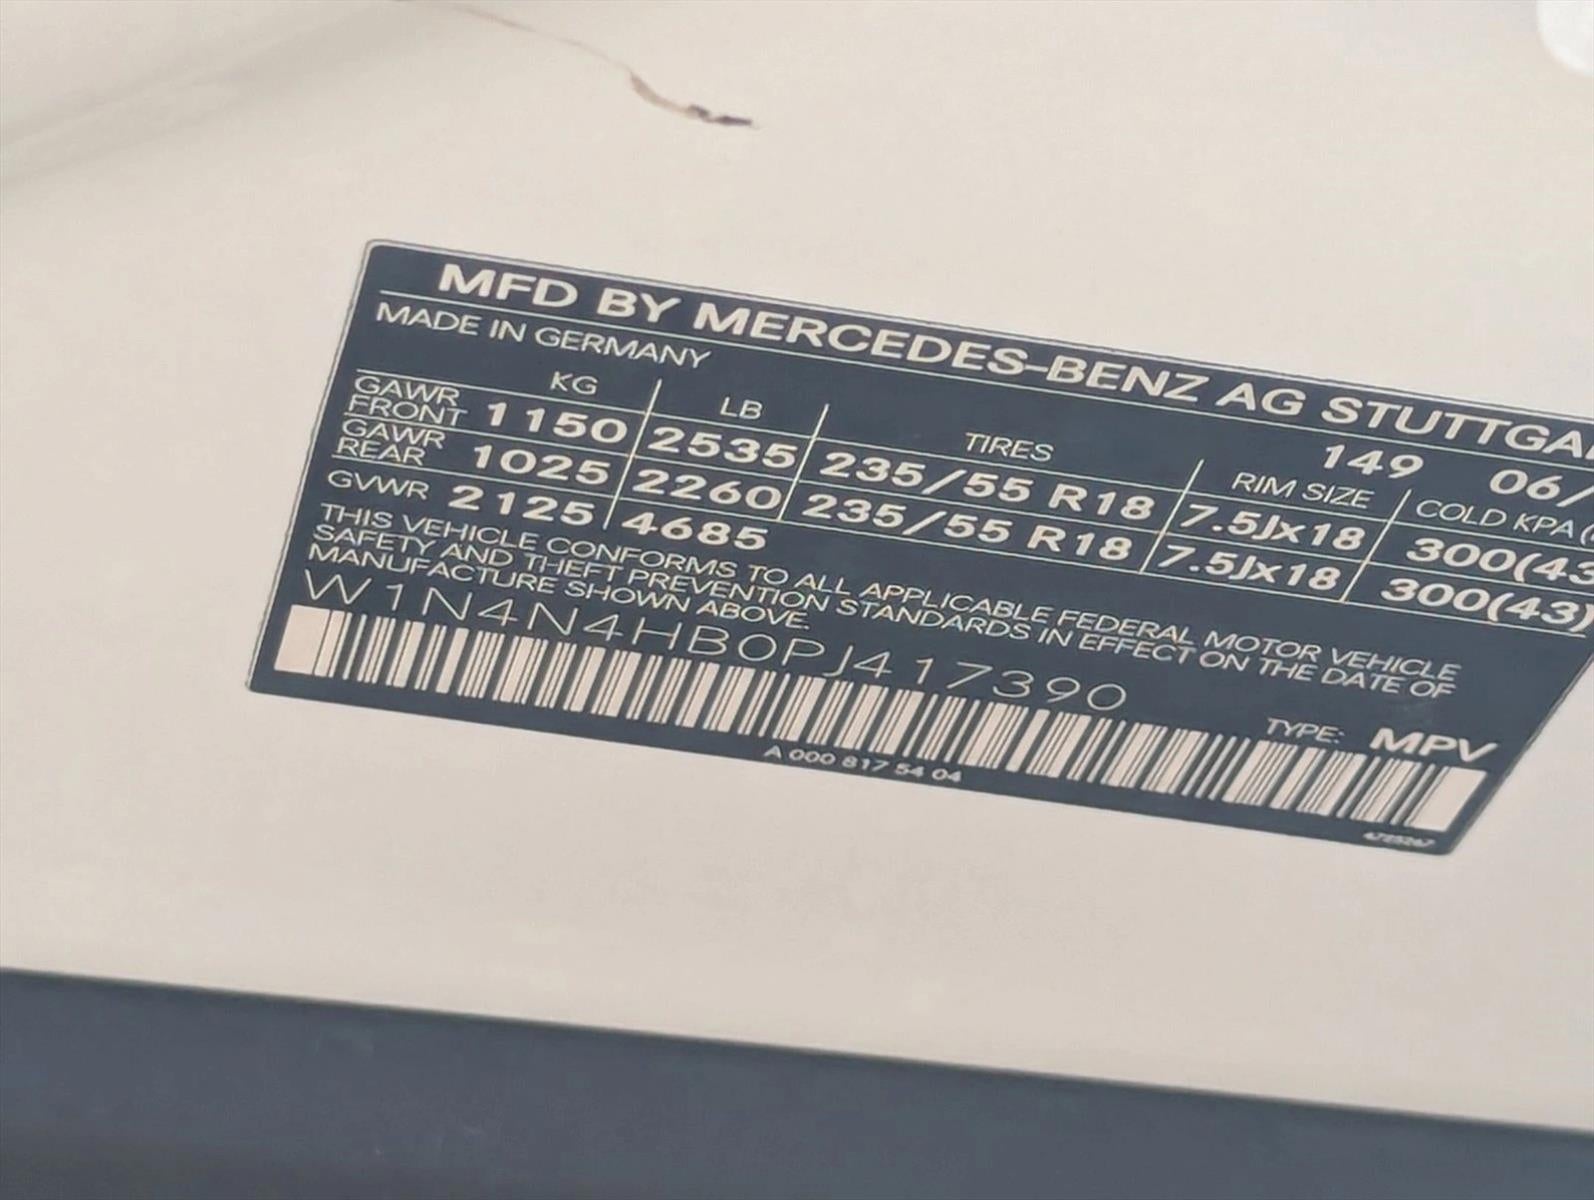 MFD BY MERCEDES-BENZ AG STUTTGA
MADE IN GERMANY 149 06/
KG LB TIRES RIM SIZE COLD KPA(
GAWR FRONT 1150 2535 235/55 R18 7.5Jx18 300(43
GAWR REAR 1025 2260 235/55 R18 7.5Jx18 300(43)
GVWR 2125 4685
THIS VEHICLE CONFORMS TO ALL APPLICABLE FEDERAL MOTOR VEHICLE
SAFETY AND THEFT PREVENTION STANDARDS IN EFFECT ON THE DATE OF
MANUFACTURE SHOWN ABOVE.
W1N4N4HB0PJ417390
TYPE: MPV
A 000 817 54 04